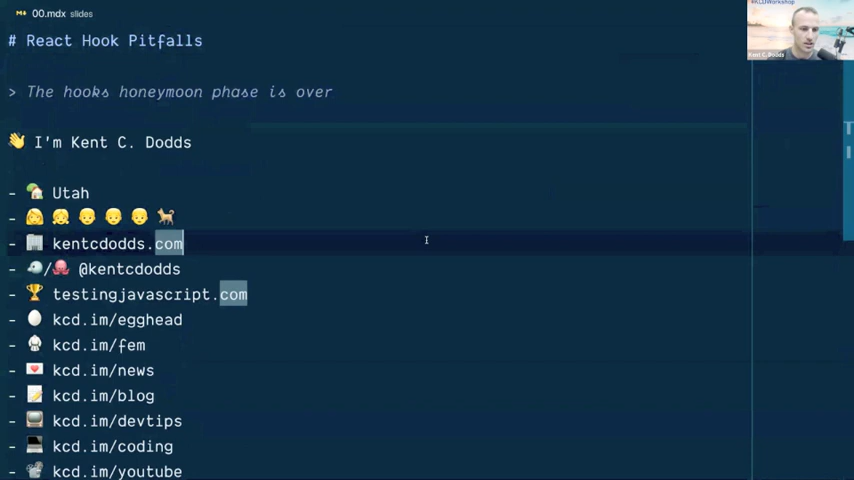 00.mdx slides
# React Hook Pitfalls
> The hooks honeymoon phase is over
👋 I'm Kent C. Dodds
- 🏡 Utah
- 👩 👧 👦 👦 👦 🐕
- 🏢 kentcdodds.com
- 🐦/🐙 @kentcdodds
- 🏆 testingjavascript.com
- 🥚 kcd.im/egghead
- kcd.im/fem
- 💌 kcd.im/news
- 📝 kcd.im/blog
- 📺 kcd.im/devtips
- 💻 kcd.im/coding
- 📽 kcd.im/youtube
Kent C. Dodds